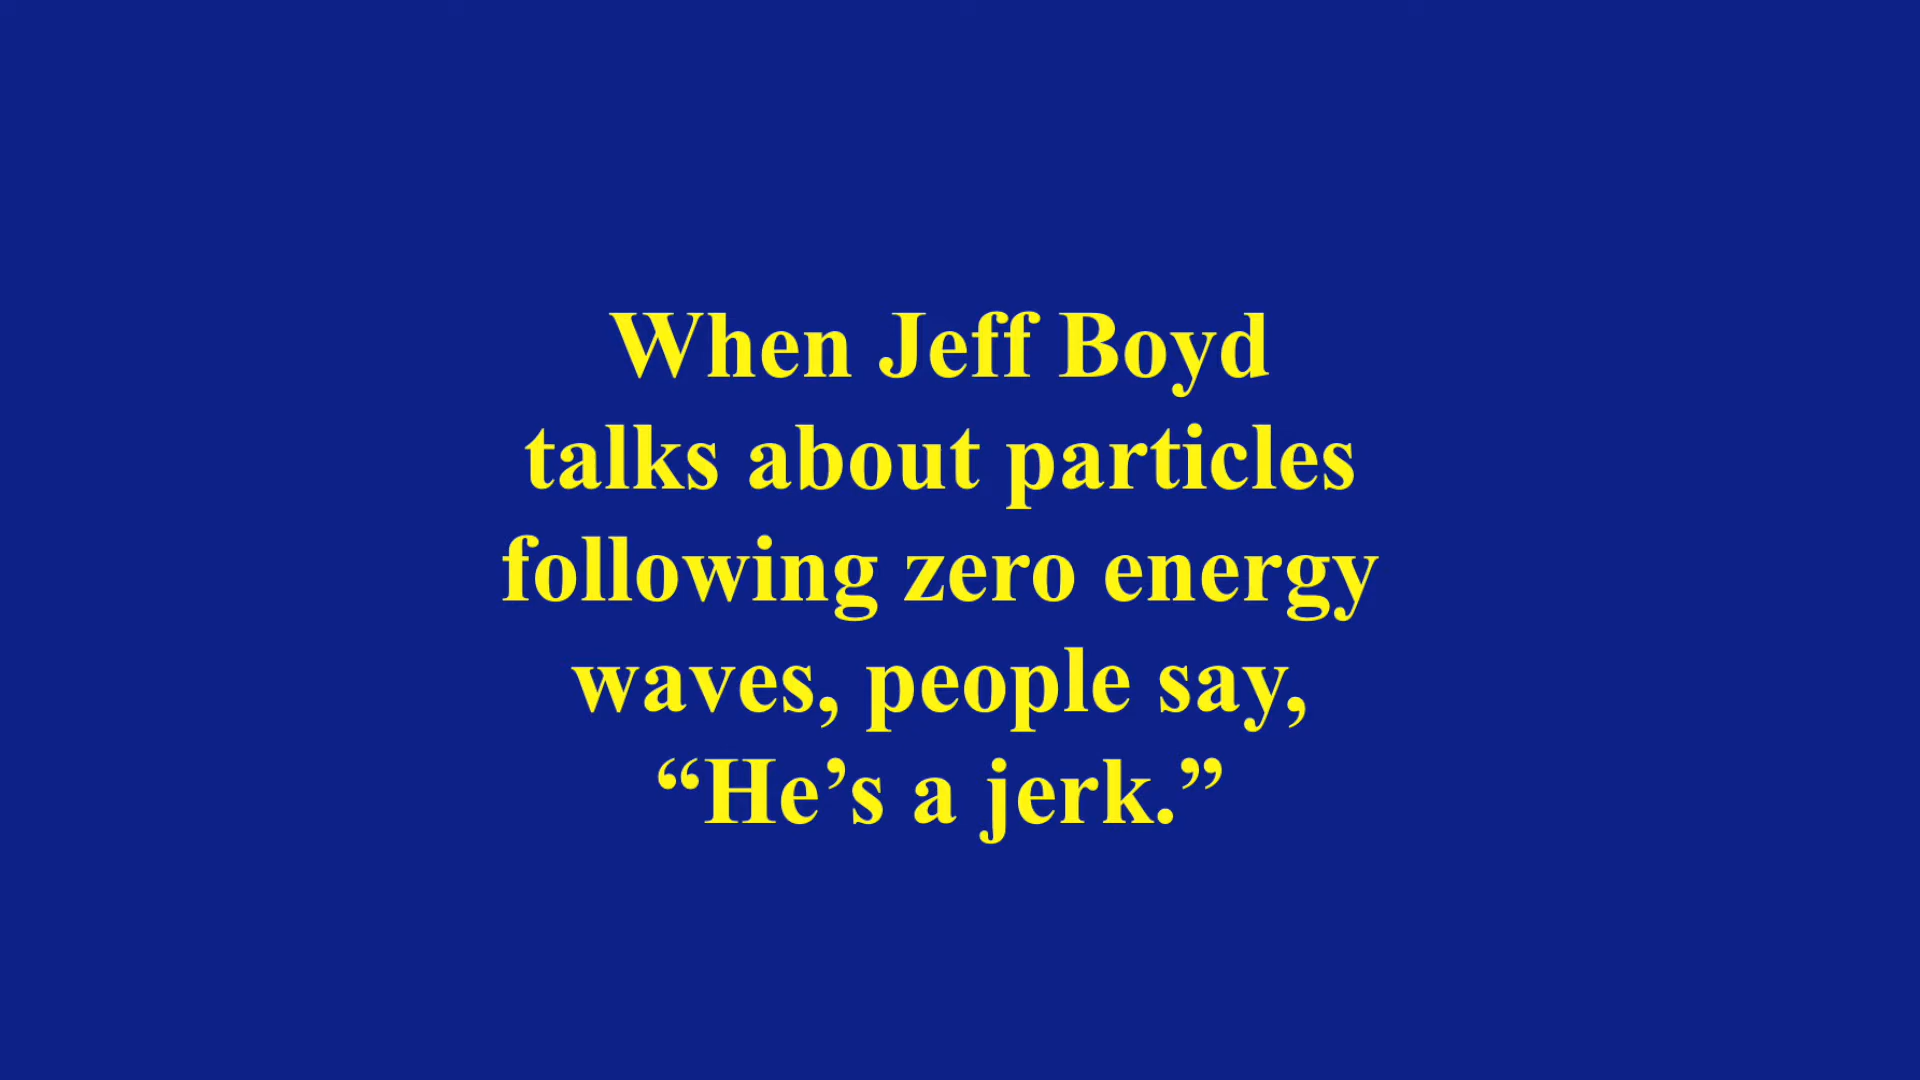 When Jeff Boyd
talks about particles
following zero energy
waves, people say,
“He’s a jerk.”